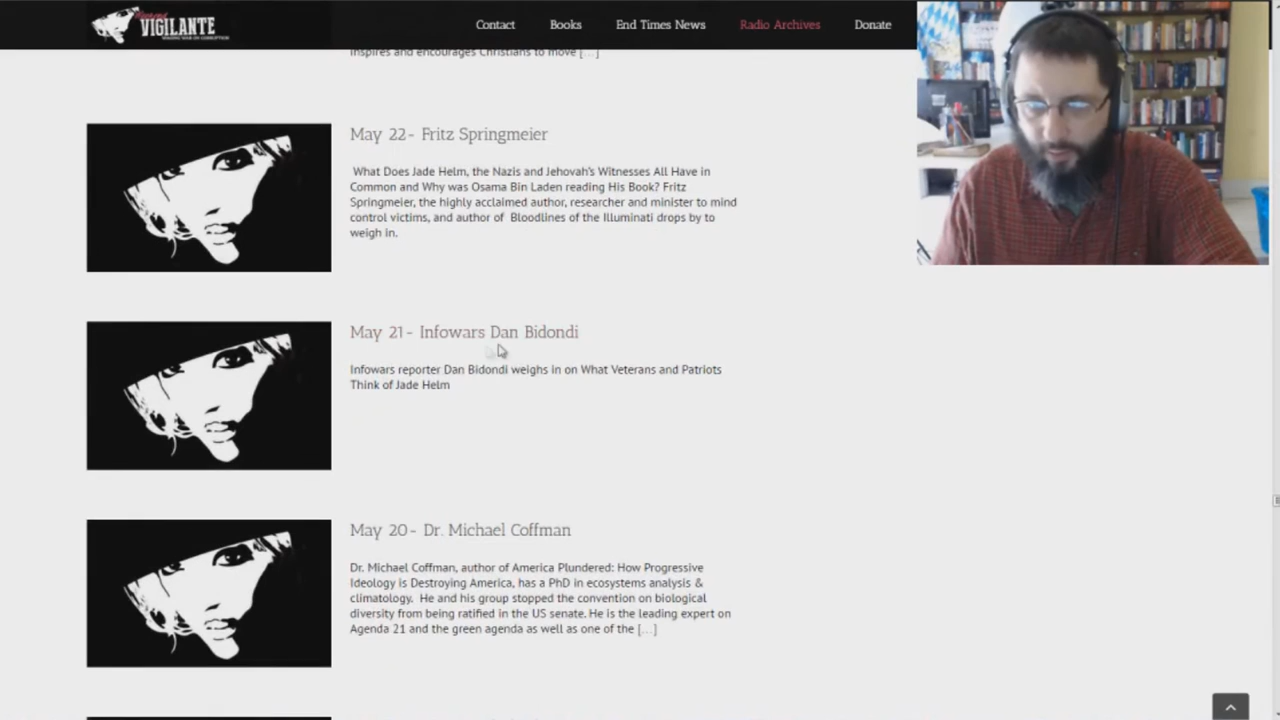 VIGILANTE
Contact
Books
End Times News
Radio Archives
Donate
inspires and encourages Christians to move [...]
May 22- Fritz Springmeier
What Does Jade Helm, the Nazis and Jehovah's Witnesses All Have in
Common and Why was Osama Bin Laden reading His Book? Fritz
Springmeier, the highly acclaimed author, researcher and minister to mind
control victims, and author of Bloodlines of the Illuminati drops by to
weigh in.
May 21- Infowars Dan Bidondi
Infowars reporter Dan Bidondi weighs in on What Veterans and Patriots
Think of Jade Helm
May 20- Dr. Michael Coffman
Dr. Michael Coffman, author of America Plundered: How Progressive
Ideology is Destroying America, has a PhD in ecosystems analysis &
climatology. He and his group stopped the convention on biological
diversity from being ratified in the US senate. He is the leading expert on
Agenda 21 and the green agenda as well as one of the [...]